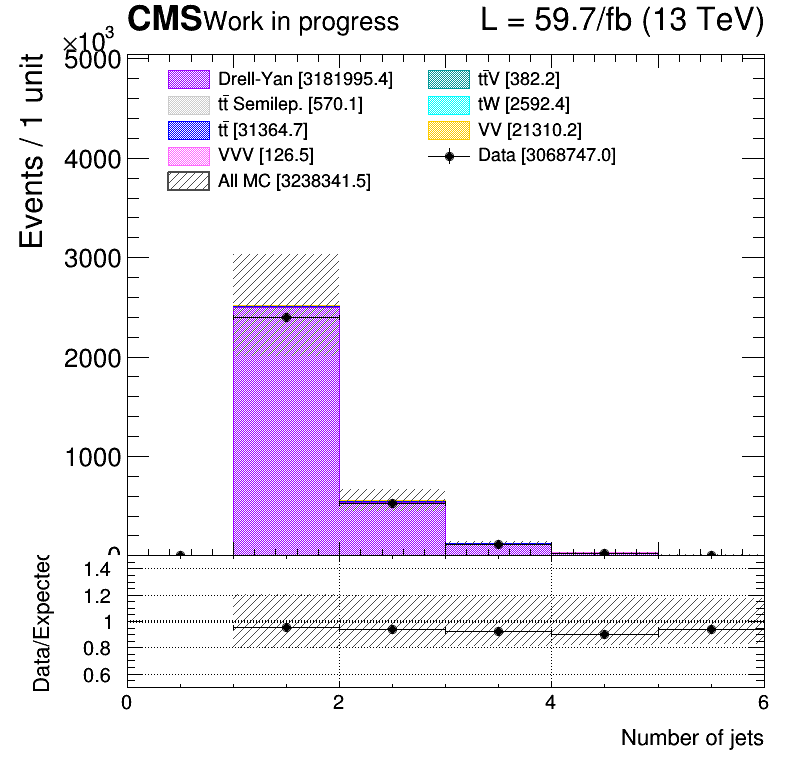 CMS Work in progress L = 59.7/fb (13 TeV)
×10³
Events / 1 unit
5000
4000
3000
2000
1000
0
Drell-Yan [3181995.4]
tt̄ Semilep. [570.1]
tt̄ [31364.7]
VVV [126.5]
All MC [3238341.5]
tt̄V [382.2]
tW [2592.4]
VV [21310.2]
Data [3068747.0]
Data/Expected
1.4
1.2
1
0.8
0.6
0 2 4 6
Number of jets